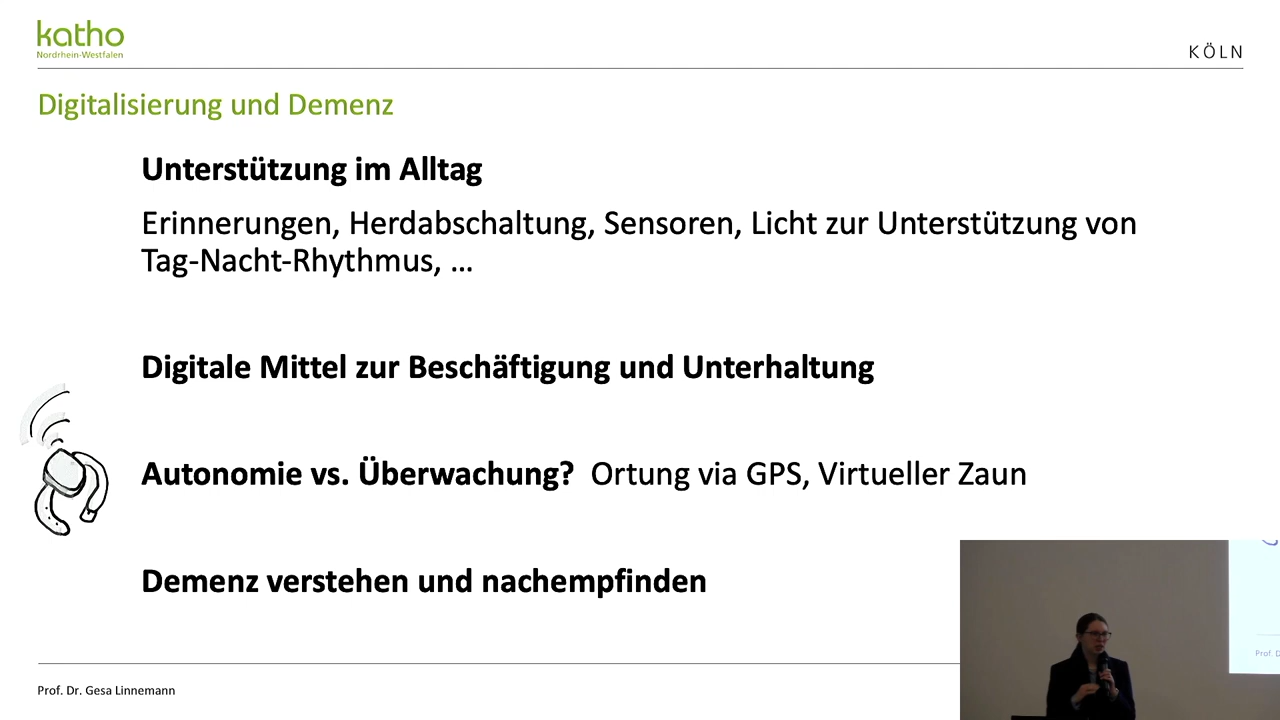 katho
Nordrhein-Westfalen
KÖLN
Digitalisierung und Demenz
Unterstützung im Alltag
Erinnerungen, Herdabschaltung, Sensoren, Licht zur Unterstützung von
Tag-Nacht-Rhythmus, …
Digitale Mittel zur Beschäftigung und Unterhaltung
Autonomie vs. Überwachung? Ortung via GPS, Virtueller Zaun
Demenz verstehen und nachempfinden
Prof. Dr. Gesa Linnemann
Prof. D